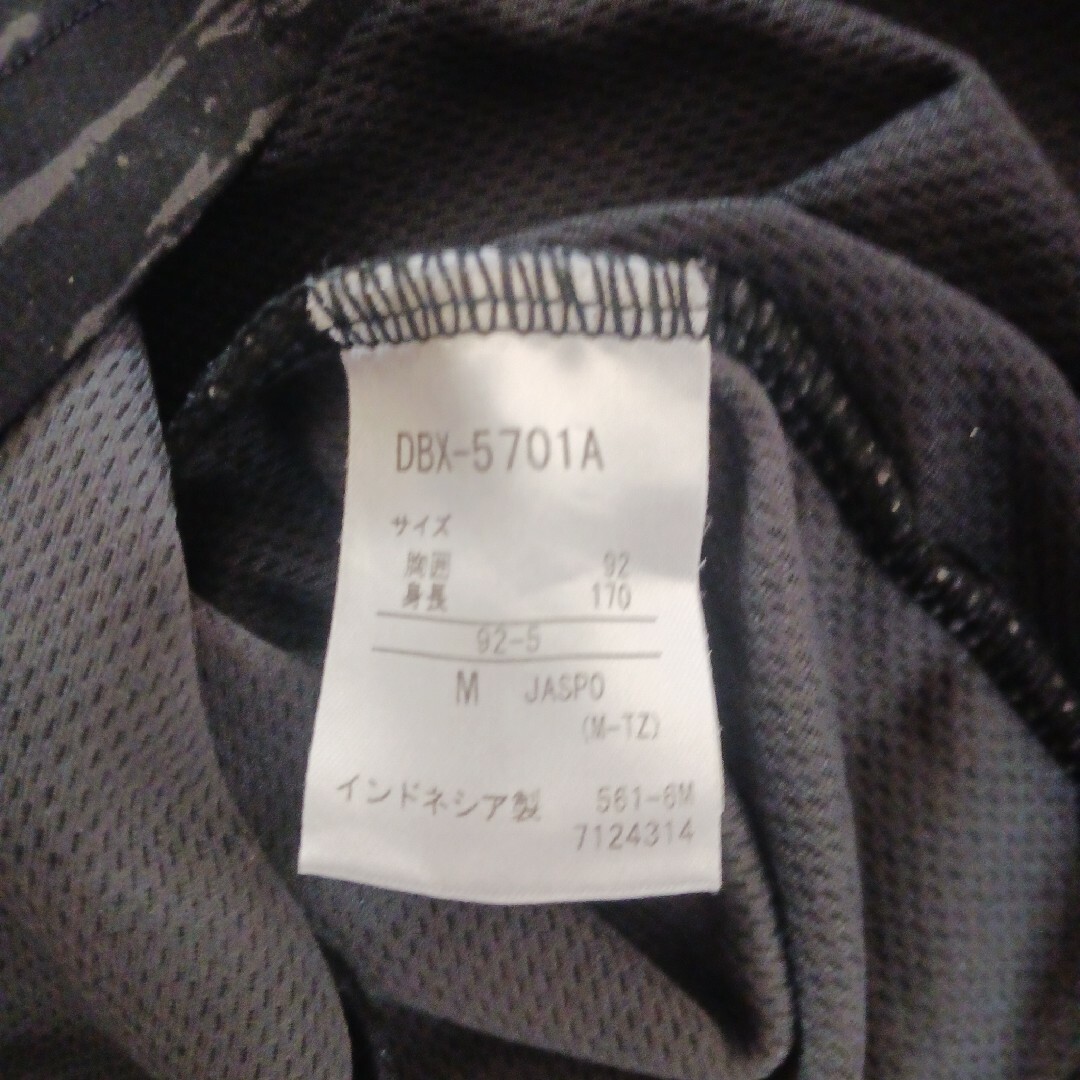 DBX-5701A
サイズ
胸囲 92
身長 170
92-5
M JASPO
(M-TZ)
インドネシア製 561-6M
7124314